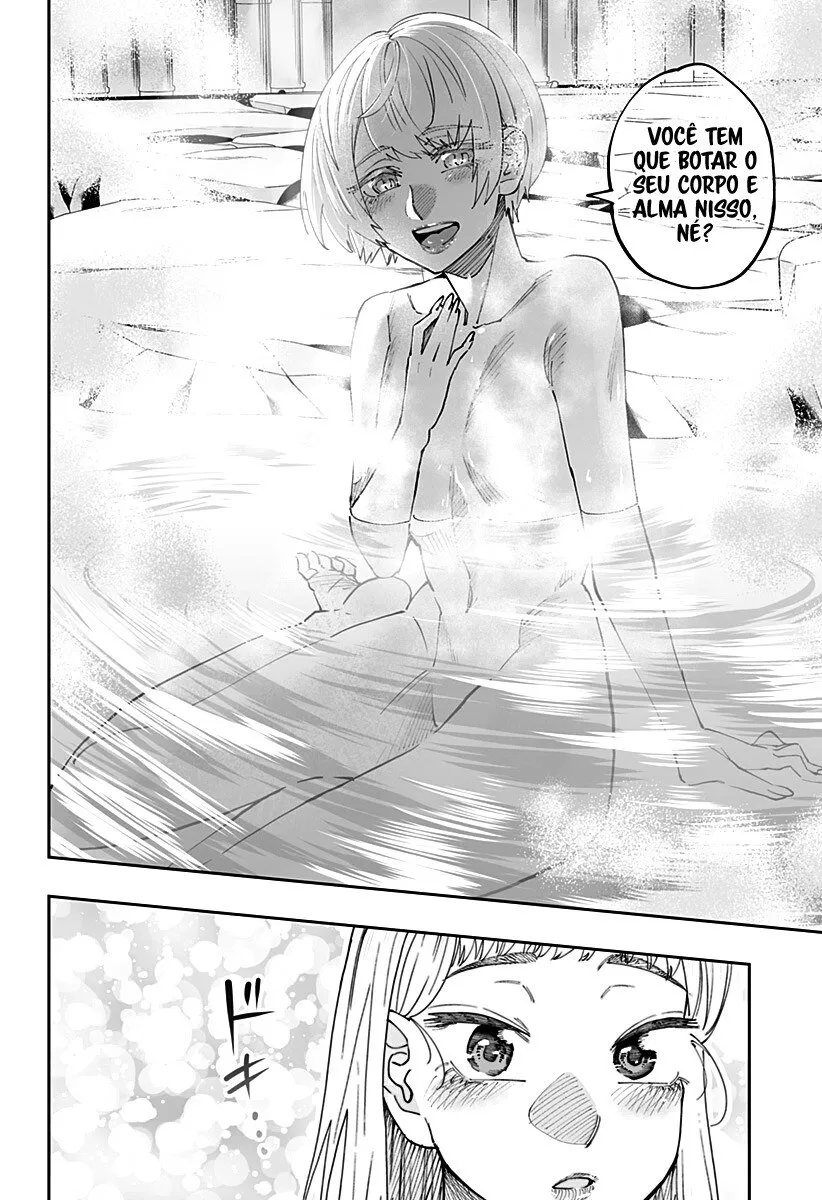 VOCÊ TEM
QUE BOTAR O
SEU CORPO E
ALMA NISSO,
NÉ?
ドキ…